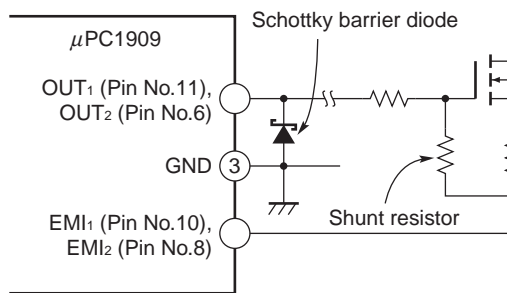 Schottky barrier diode
μPC1909
OUT1 (Pin No.11),
OUT2 (Pin No.6)
GND 3
EMI1 (Pin No.10),
EMI2 (Pin No.8)
Shunt resistor